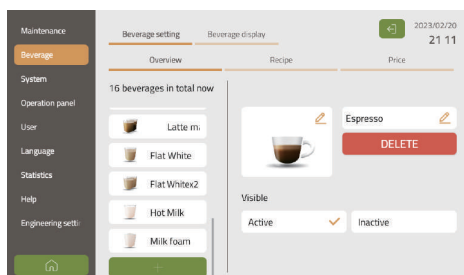 Maintenance
Beverage
System
Operation panel
User
Language
Statistics
Help
Engineering setti
Beverage setting
Beverage display
2023/02/20
21 11
Overview
Recipe
Price
16 beverages in total now
Latte m
Flat White
Flat Whitex2
Hot Milk
Milk foam
+
Espresso
DELETE
Visible
Active
Inactive